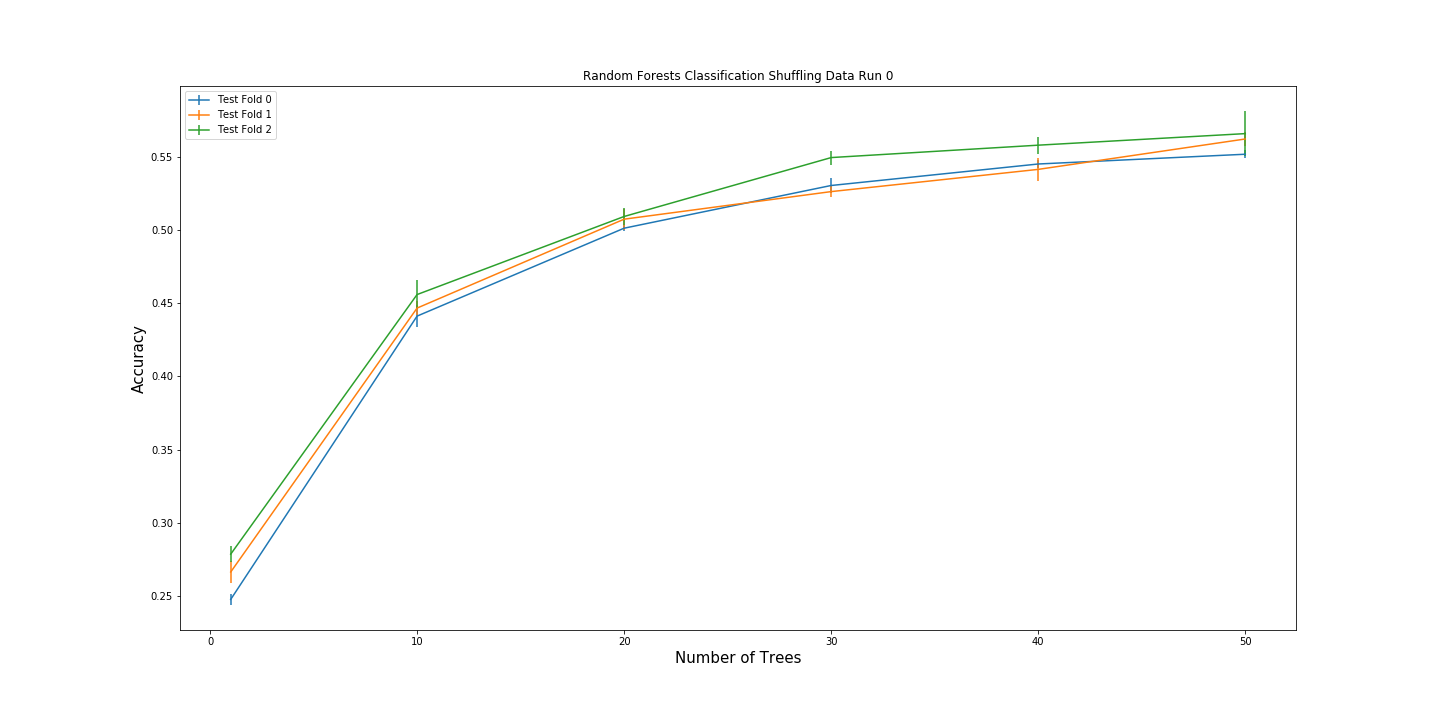 Random Forests Classification Shuffling Data Run 0
Test Fold 0
Test Fold 1
Test Fold 2
0.55
0.50
0.45
0.40
0.35
0.30
0.25
Accuracy
0 10 20 30 40 50
Number of Trees